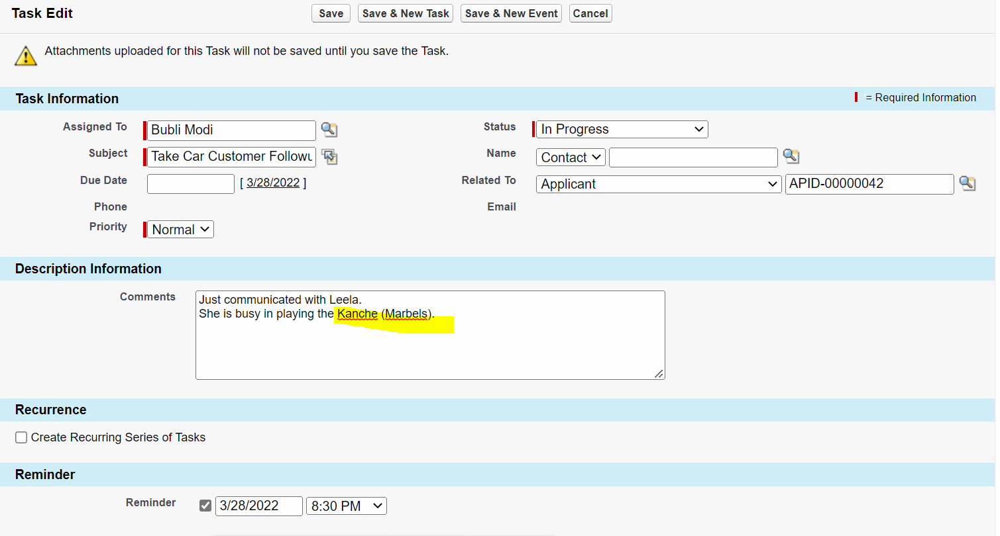 Task Edit
Save
Save & New Task
Save & New Event
Cancel
Attachments uploaded for this Task will not be saved until you save the Task.
Task Information
= Required Information
Assigned To
Bubli Modi
Status
In Progress
Subject
Take Car Customer Followu
Name
Contact
Due Date
[ 3/28/2022 ]
Related To
Applicant
APID-00000042
Phone
Email
Priority
Normal
Description Information
Comments
Just communicated with Leela.
She is busy in playing the Kanche (Marbels).
Recurrence
Create Recurring Series of Tasks
Reminder
Reminder
3/28/2022
8:30 PM